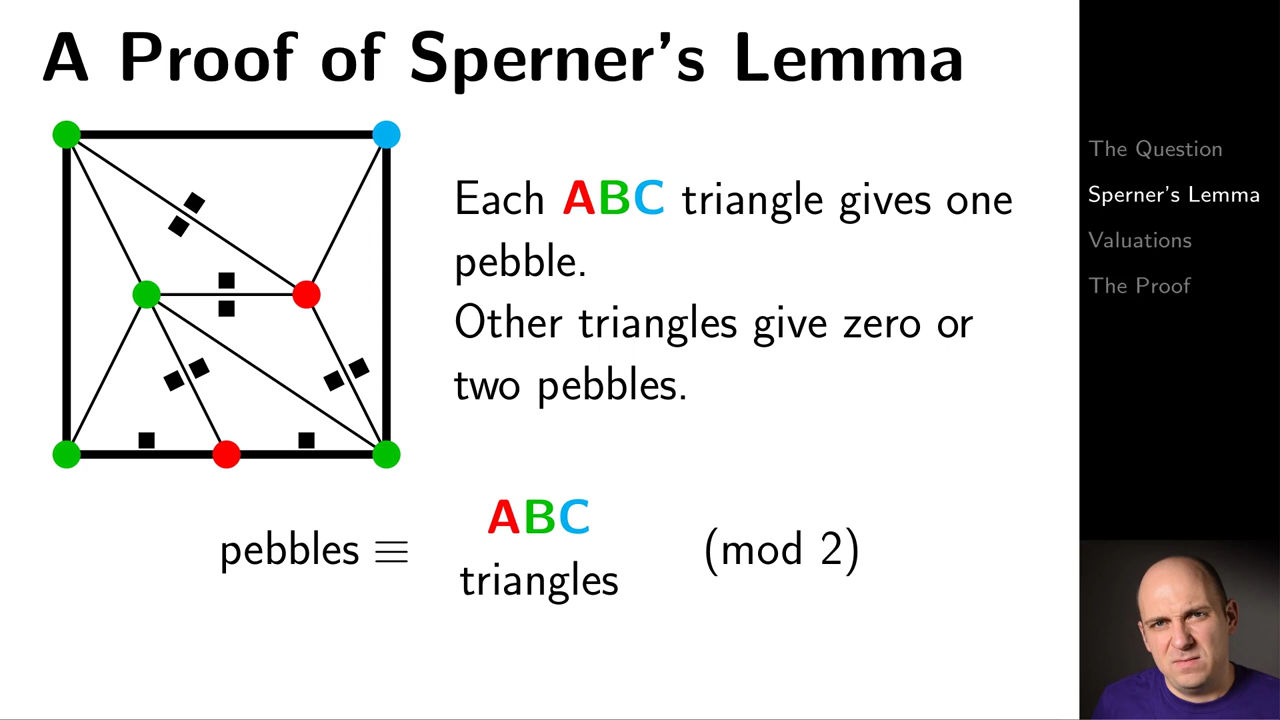 A Proof of Sperner's Lemma
Each ABC triangle gives one
pebble.
Other triangles give zero or
two pebbles.
pebbles ≡ ABC triangles (mod 2)
The Question
Sperner's Lemma
Valuations
The Proof